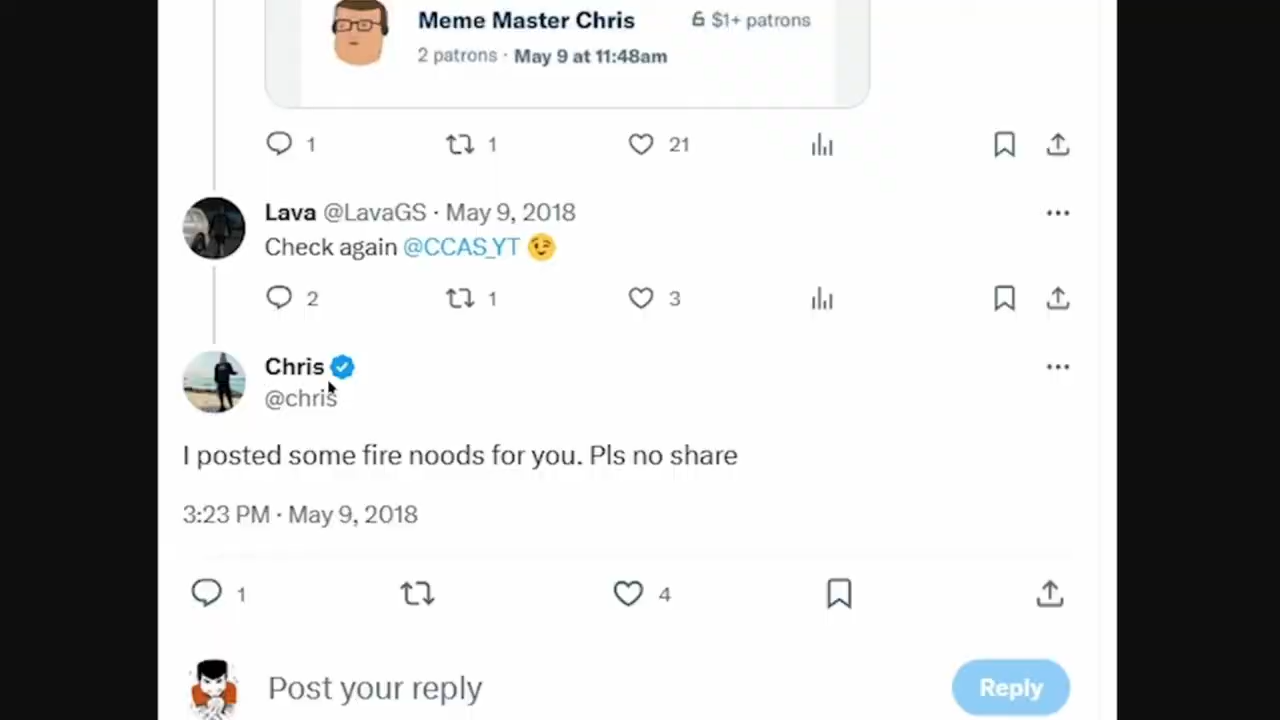 Meme Master Chris $1+ patrons
2 patrons · May 9 at 11:48am
1 1 21
Lava @LavaGS · May 9, 2018
Check again @CCAS_YT 😉
2 1 3
Chris
@chris
I posted some fire noods for you. Pls no share
3:23 PM · May 9, 2018
1 4
Post your reply Reply